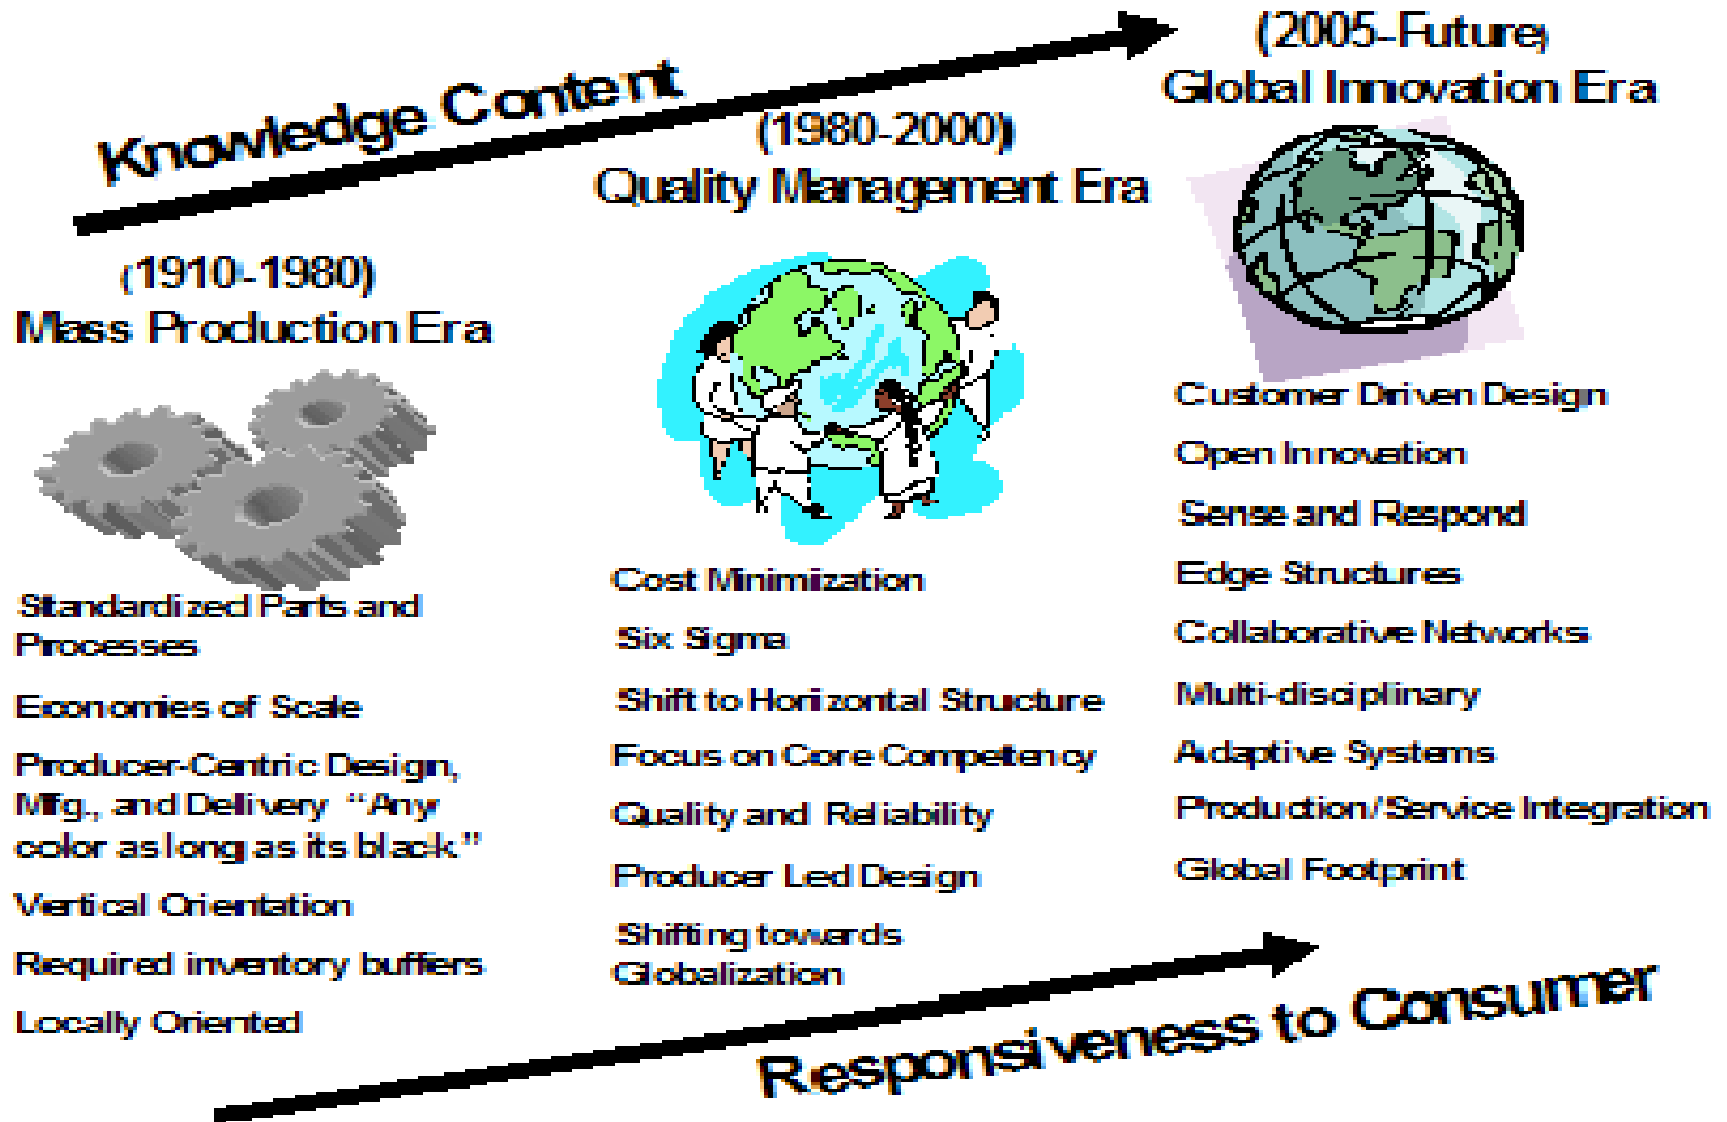 Knowledge Content
(1910-1980)
Mass Production Era
Standardized Parts and
Processes
Economies of Scale
Producer-Centric Design,
Mfg., and Delivery “Any
color as long as its black”
Vertical Orientation
Required inventory buffers
Locally Oriented
(1980-2000)
Quality Management Era
Cost Minimization
Six Sigma
Shift to Horizontal Structure
Focus on Core Competency
Quality and Reliability
Producer Led Design
Shifting towards
Globalization
(2005-Future)
Global Innovation Era
Customer Driven Design
Open Innovation
Sense and Respond
Edge Structures
Collaborative Networks
Multi-disciplinary
Adaptive Systems
Production/Service Integration
Global Footprint
Responsiveness to Consumer